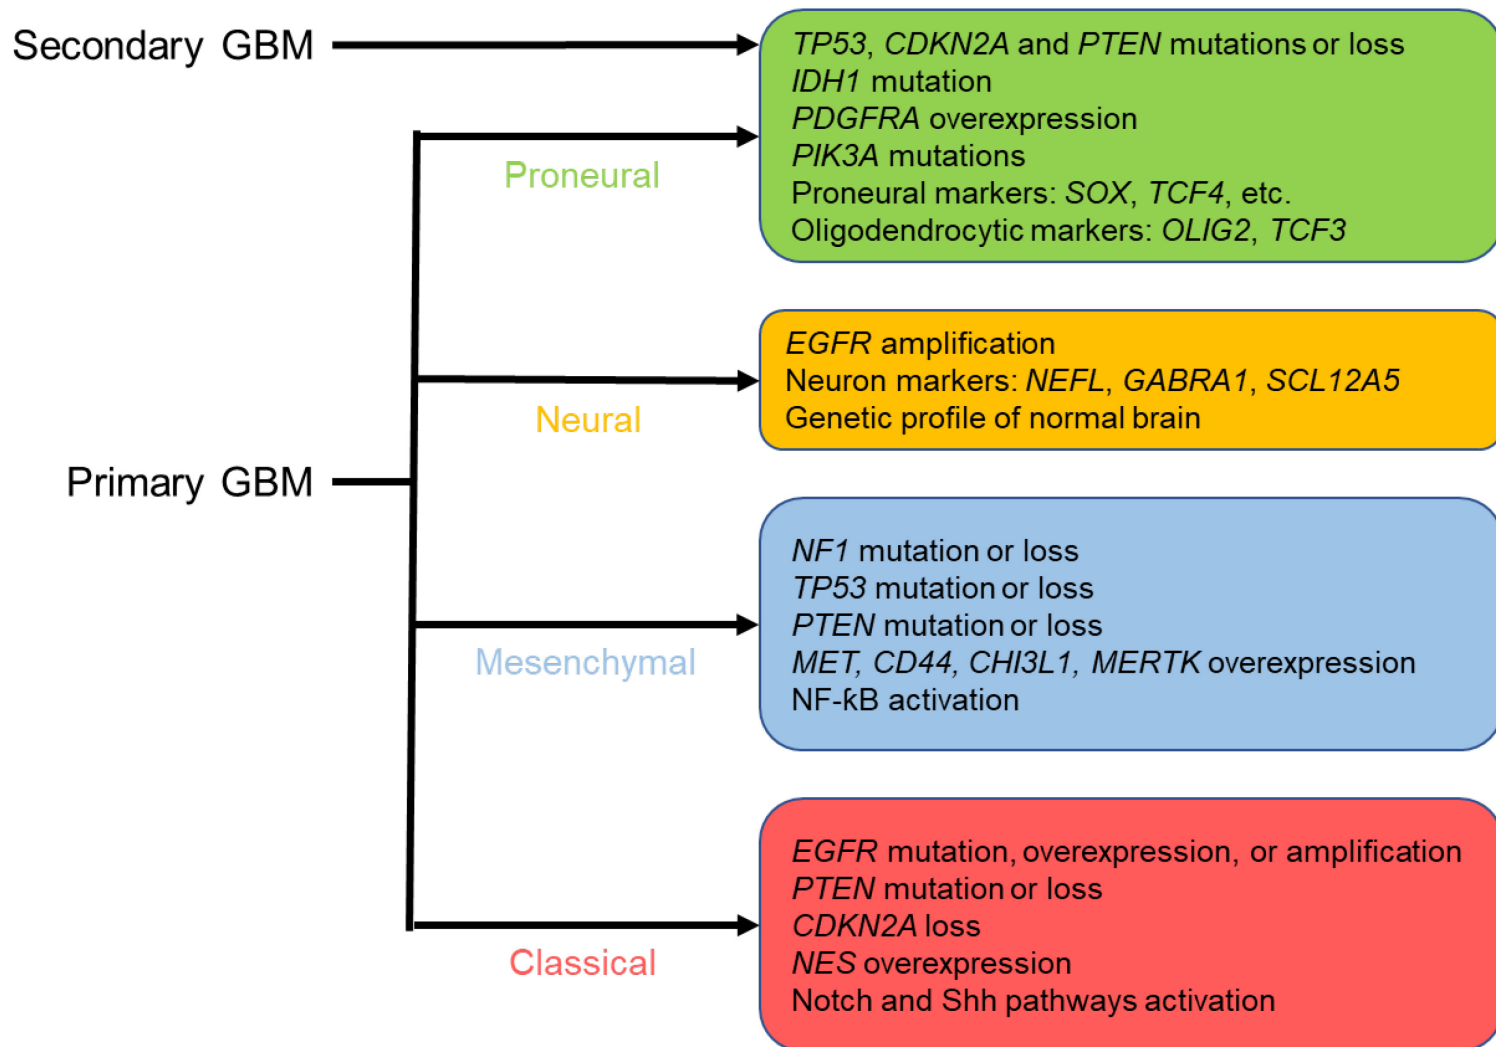 Secondary GBM
TP53, CDKN2A and PTEN mutations or loss
IDH1 mutation
PDGFRA overexpression
PIK3A mutations
Proneural markers: SOX, TCF4, etc.
Oligodendrocytic markers: OLIG2, TCF3
Proneural
EGFR amplification
Neuron markers: NEFL, GABRA1, SCL12A5
Genetic profile of normal brain
Neural
Primary GBM
NF1 mutation or loss
TP53 mutation or loss
PTEN mutation or loss
MET, CD44, CHI3L1, MERTK overexpression
NF-ƙB activation
Mesenchymal
EGFR mutation, overexpression, or amplification
PTEN mutation or loss
CDKN2A loss
NES overexpression
Notch and Shh pathways activation
Classical